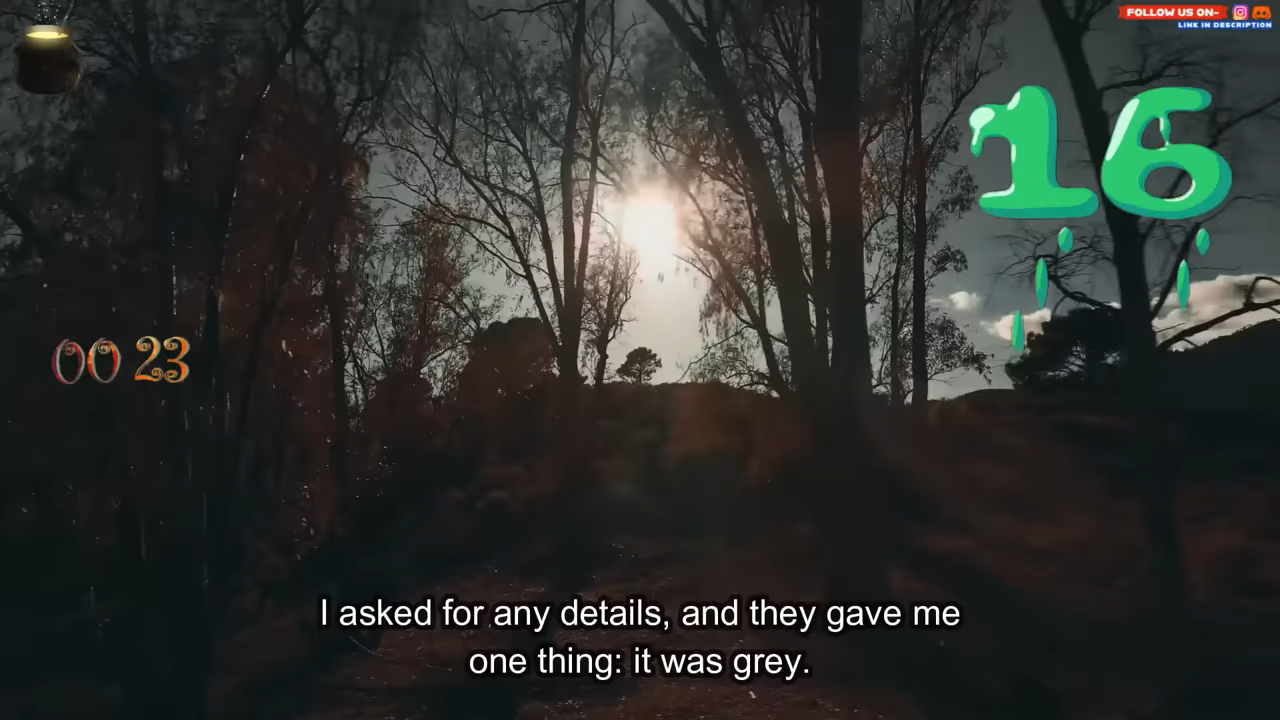 FOLLOW US ON-
LINK IN DESCRIPTION
16
00 23
I asked for any details, and they gave me
one thing: it was grey.